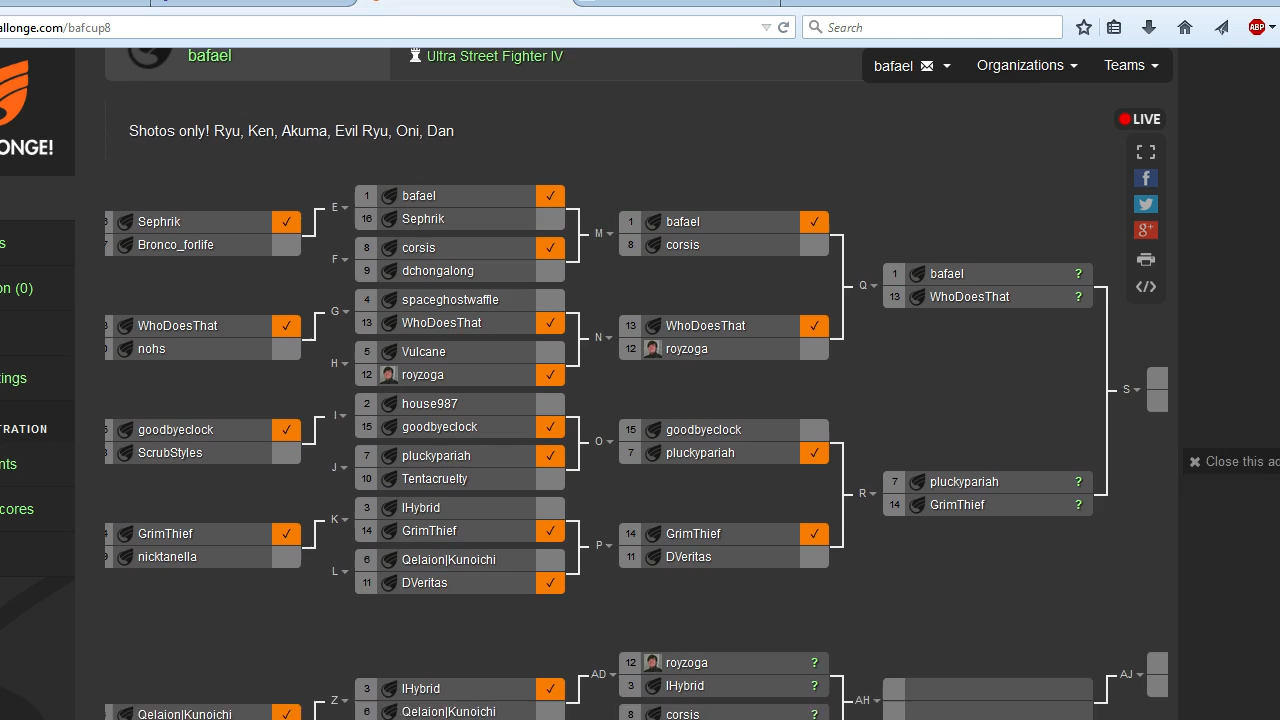 allonge.com/bafcup8
Search
ABP
bafael
Ultra Street Fighter IV
bafael
Organizations
Teams
LIVE
ONGE!
Shotos only! Ryu, Ken, Akuma, Evil Ryu, Oni, Dan
s
on (0)
tings
TRATION
nts
cores
Sephrik ✓
Bronco_forlife
WhoDoesThat ✓
nohs
goodbyeclock ✓
ScrubStyles
GrimThief ✓
nicktanella
Qelaion|Kunoichi ✓
E
1 bafael ✓
16 Sephrik
F
8 corsis ✓
9 dchongalong
G
4 spaceghostwaffle
13 WhoDoesThat ✓
H
5 Vulcane
12 royzoga ✓
I
2 house987
15 goodbyeclock ✓
J
7 pluckypariah ✓
10 Tentacruelty
K
3 IHybrid
14 GrimThief ✓
L
6 Qelaion|Kunoichi
11 DVeritas ✓
Z
3 IHybrid ✓
6 Qelaion|Kunoichi
M
1 bafael ✓
8 corsis
N
13 WhoDoesThat ✓
12 royzoga
O
15 goodbyeclock
7 pluckypariah ✓
P
14 GrimThief ✓
11 DVeritas
AD
12 royzoga ?
3 IHybrid ?
8 corsis ?
Q
1 bafael ?
13 WhoDoesThat ?
R
7 pluckypariah ?
14 GrimThief ?
AH
S
AJ
f
g+
</>
Close this ad